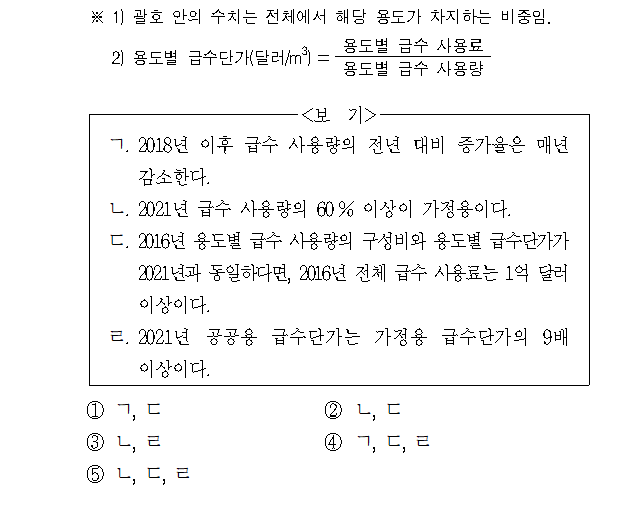 ※ 1) 괄호 안의 수치는 전체에서 해당 용도가 차지하는 비중임.
2) 용도별 급수단가(달러/m³) = 용도별 급수 사용료 / 용도별 급수 사용량
<보 기>
ㄱ. 2018년 이후 급수 사용량의 전년 대비 증가율은 매년
감소한다.
ㄴ. 2021년 급수 사용량의 60% 이상이 가정용이다.
ㄷ. 2016년 용도별 급수 사용량의 구성비와 용도별 급수단가가
2021년과 동일하다면, 2016년 전체 급수 사용료는 1억 달러
이상이다.
ㄹ. 2021년 공공용 급수단가는 가정용 급수단가의 9배
이상이다.
① ㄱ, ㄷ ② ㄴ, ㄷ
③ ㄴ, ㄹ ④ ㄱ, ㄷ, ㄹ
⑤ ㄴ, ㄷ, ㄹ